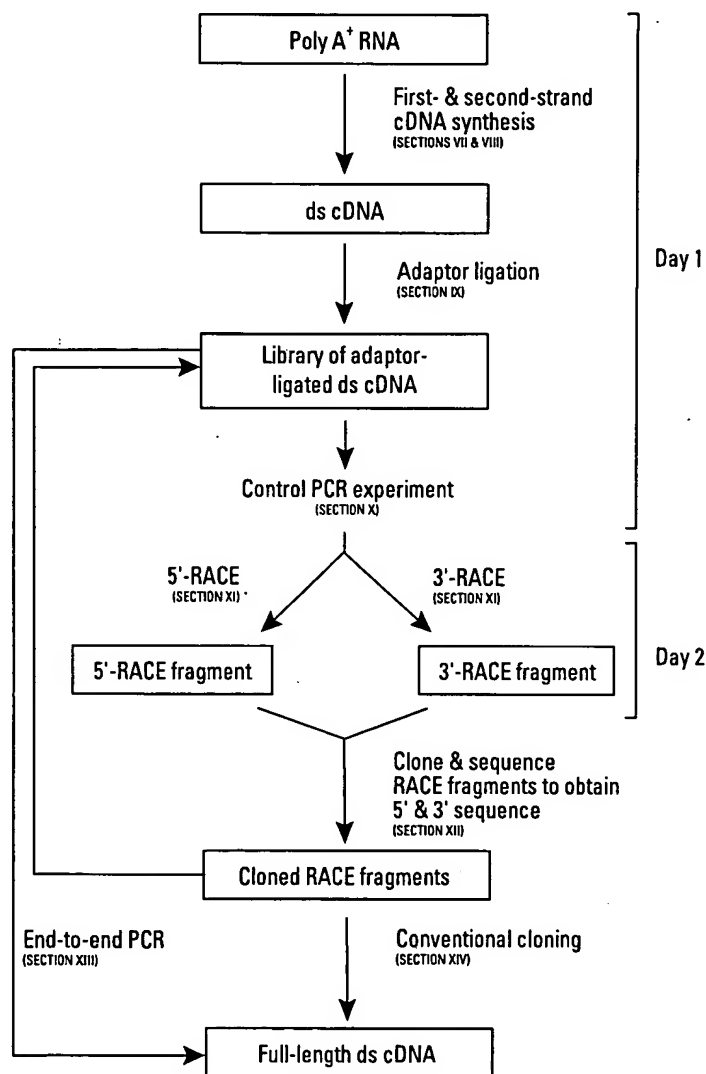 Poly A+ RNA
First- & second-strand
cDNA synthesis
(SECTIONS VII & VIII)
ds cDNA
Adaptor ligation
(SECTION IX)
Day 1
Library of adaptor-
ligated ds cDNA
Control PCR experiment
(SECTION X)
5'-RACE
(SECTION XI)
3'-RACE
(SECTION XI)
5'-RACE fragment
3'-RACE fragment
Day 2
Clone & sequence
RACE fragments to obtain
5' & 3' sequence
(SECTION XII)
Cloned RACE fragments
End-to-end PCR
(SECTION XIII)
Conventional cloning
(SECTION XIV)
Full-length ds cDNA